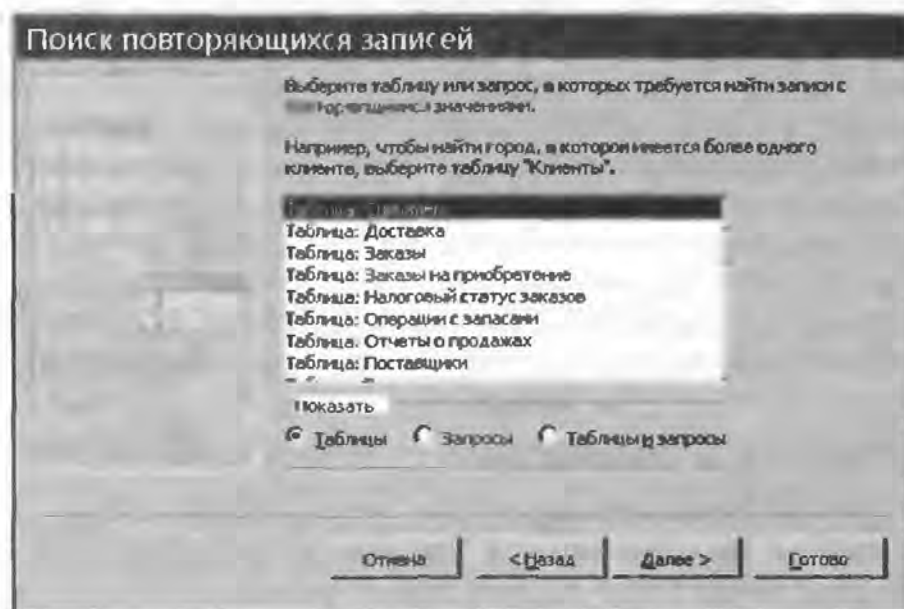 Поиск повторяющихся записей
Выберите таблицу или запрос, в которых требуется найти записи с
значениями.
Например, чтобы найти город, в котором имеется более одного
клиента, выберите таблицу "Клиенты".
Таблица: Доставка
Таблица: Заказы
Таблица: Заказы на приобретение
Таблица: Налоговый статус заказов
Таблица: Операции с запасами
Таблица: Отчеты о продажах
Таблица: Поставщики
Показать
Таблицы Запросы Таблицы и запросы
Отмена < Назад Далее > Готово